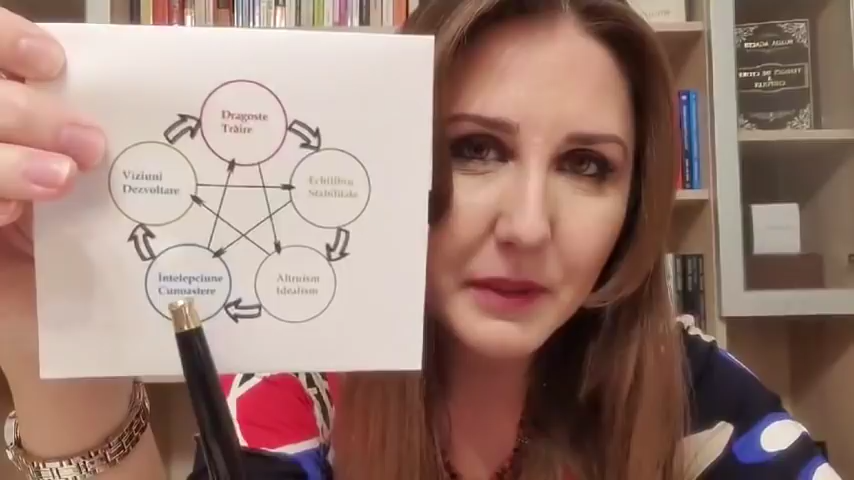 Dragoste
Trăire
Echilibru
Stabilitate
Altruism
Idealism
Intelepciune
Cunoastere
Viziuni
Dezvoltare